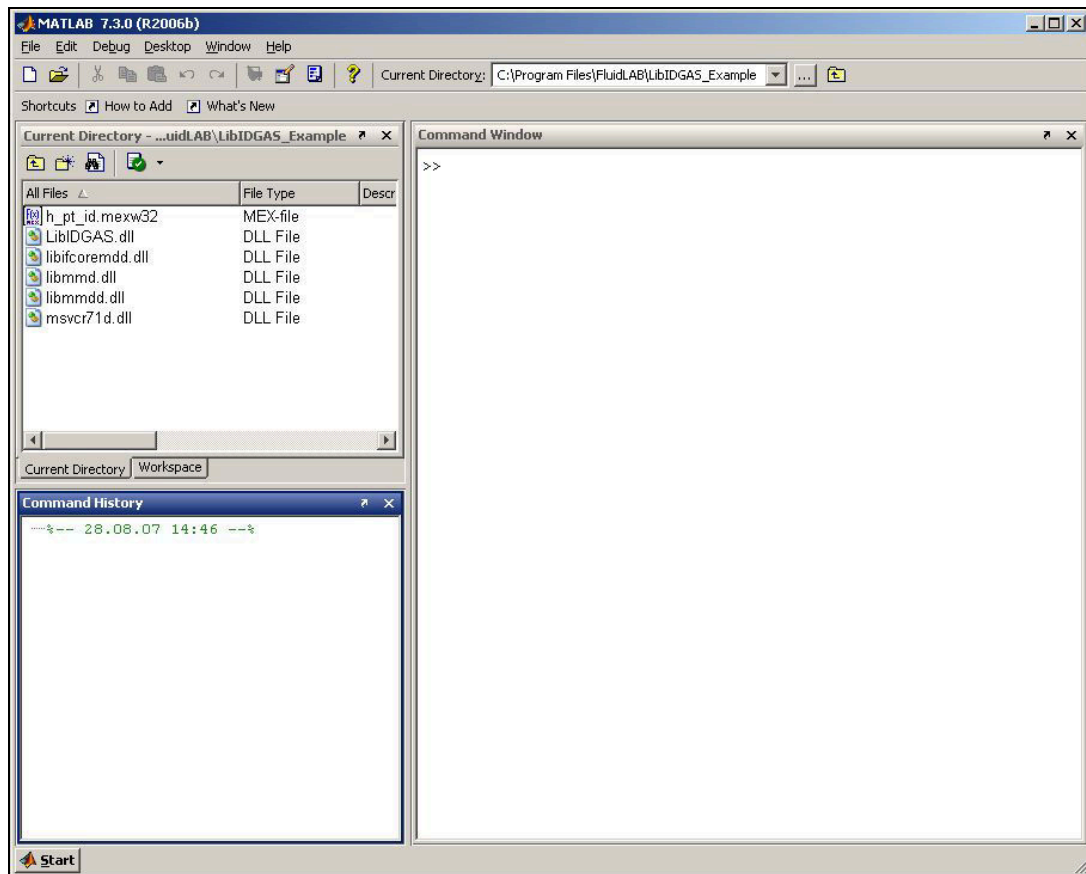 MATLAB 7.3.0 (R2006b)
File Edit Debug Desktop Window Help
Current Directory: C:\Program Files\FluidLAB\LibIDGAS_Example ...
Shortcuts How to Add What's New
Current Directory - ...uidLAB\LibIDGAS_Example
All Files File Type Descr
h_pt_id.mexw32 MEX-file
LibIDGAS.dll DLL File
libifcoremdd.dll DLL File
libmmd.dll DLL File
libmmdd.dll DLL File
msvcr71d.dll DLL File
Current Directory Workspace
Command History
%-- 28.08.07 14:46 --%
Command Window
>>
Start